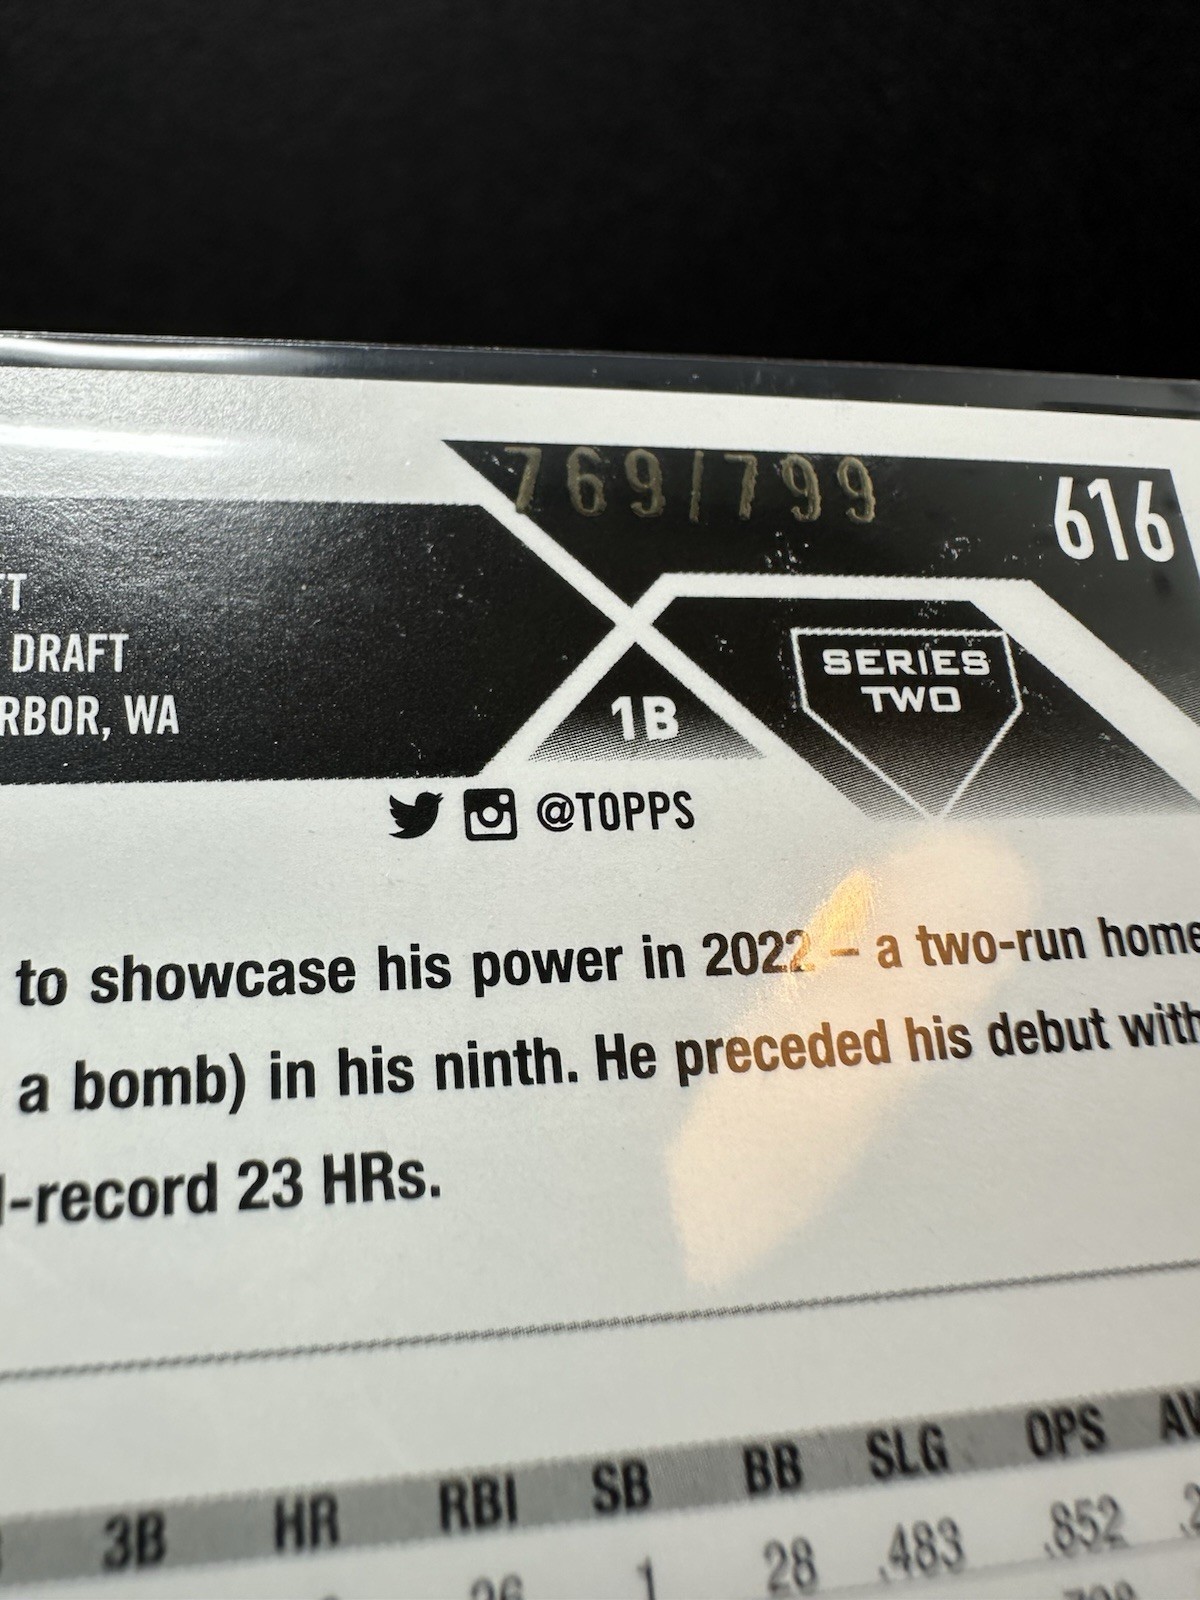 769/799
616
FT
DRAFT
RBOR, WA
SERIES
TWO
1B
@TOPPS
to showcase his power in 2022 – a two-run home
a bomb) in his ninth. He preceded his debut with
-record 23 HRs.
3B HR RBI SB BB SLG OPS AV
26 1 28 .483 .852